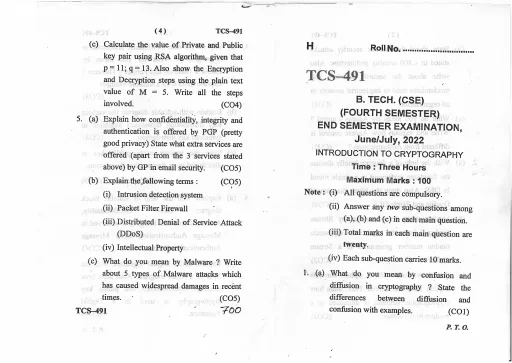 ( 4 ) TCS–491
(c) Calculate the value of Private and Public
key pair using RSA algorithm, given that
p = 11; q = 13. Also show the Encryption
and Decryption steps using the plain text
value of M = 5. Write all the steps
involved. (CO4)
5. (a) Explain how confidentiality, integrity and
authentication is offered by PGP (pretty
good privacy) State what extra services are
offered (apart from the 3 services stated
above) by GP in email security. (CO5)
(b) Explain the following terms : (CO5)
(i) Intrusion detection system
(ii) Packet Filter Firewall
(iii) Distributed Denial of Service Attack
(DDoS)
(iv) Intellectual Property
(c) What do you mean by Malware ? Write
about 5 types of Malware attacks which
has caused widespread damages in recent
times. (CO5)
TCS–491 700
H Roll No. ............................
TCS–491
B. TECH. (CSE)
(FOURTH SEMESTER)
END SEMESTER EXAMINATION,
June/July, 2022
INTRODUCTION TO CRYPTOGRAPHY
Time : Three Hours
Maximum Marks : 100
Note : (i) All questions are compulsory.
(ii) Answer any two sub-questions among
(a), (b) and (c) in each main question.
(iii) Total marks in each main question are
twenty.
(iv) Each sub-question carries 10 marks.
1. (a) What do you mean by confusion and
diffusion in cryptography ? State the
differences between diffusion and
confusion with examples. (CO1)
P. T. O.